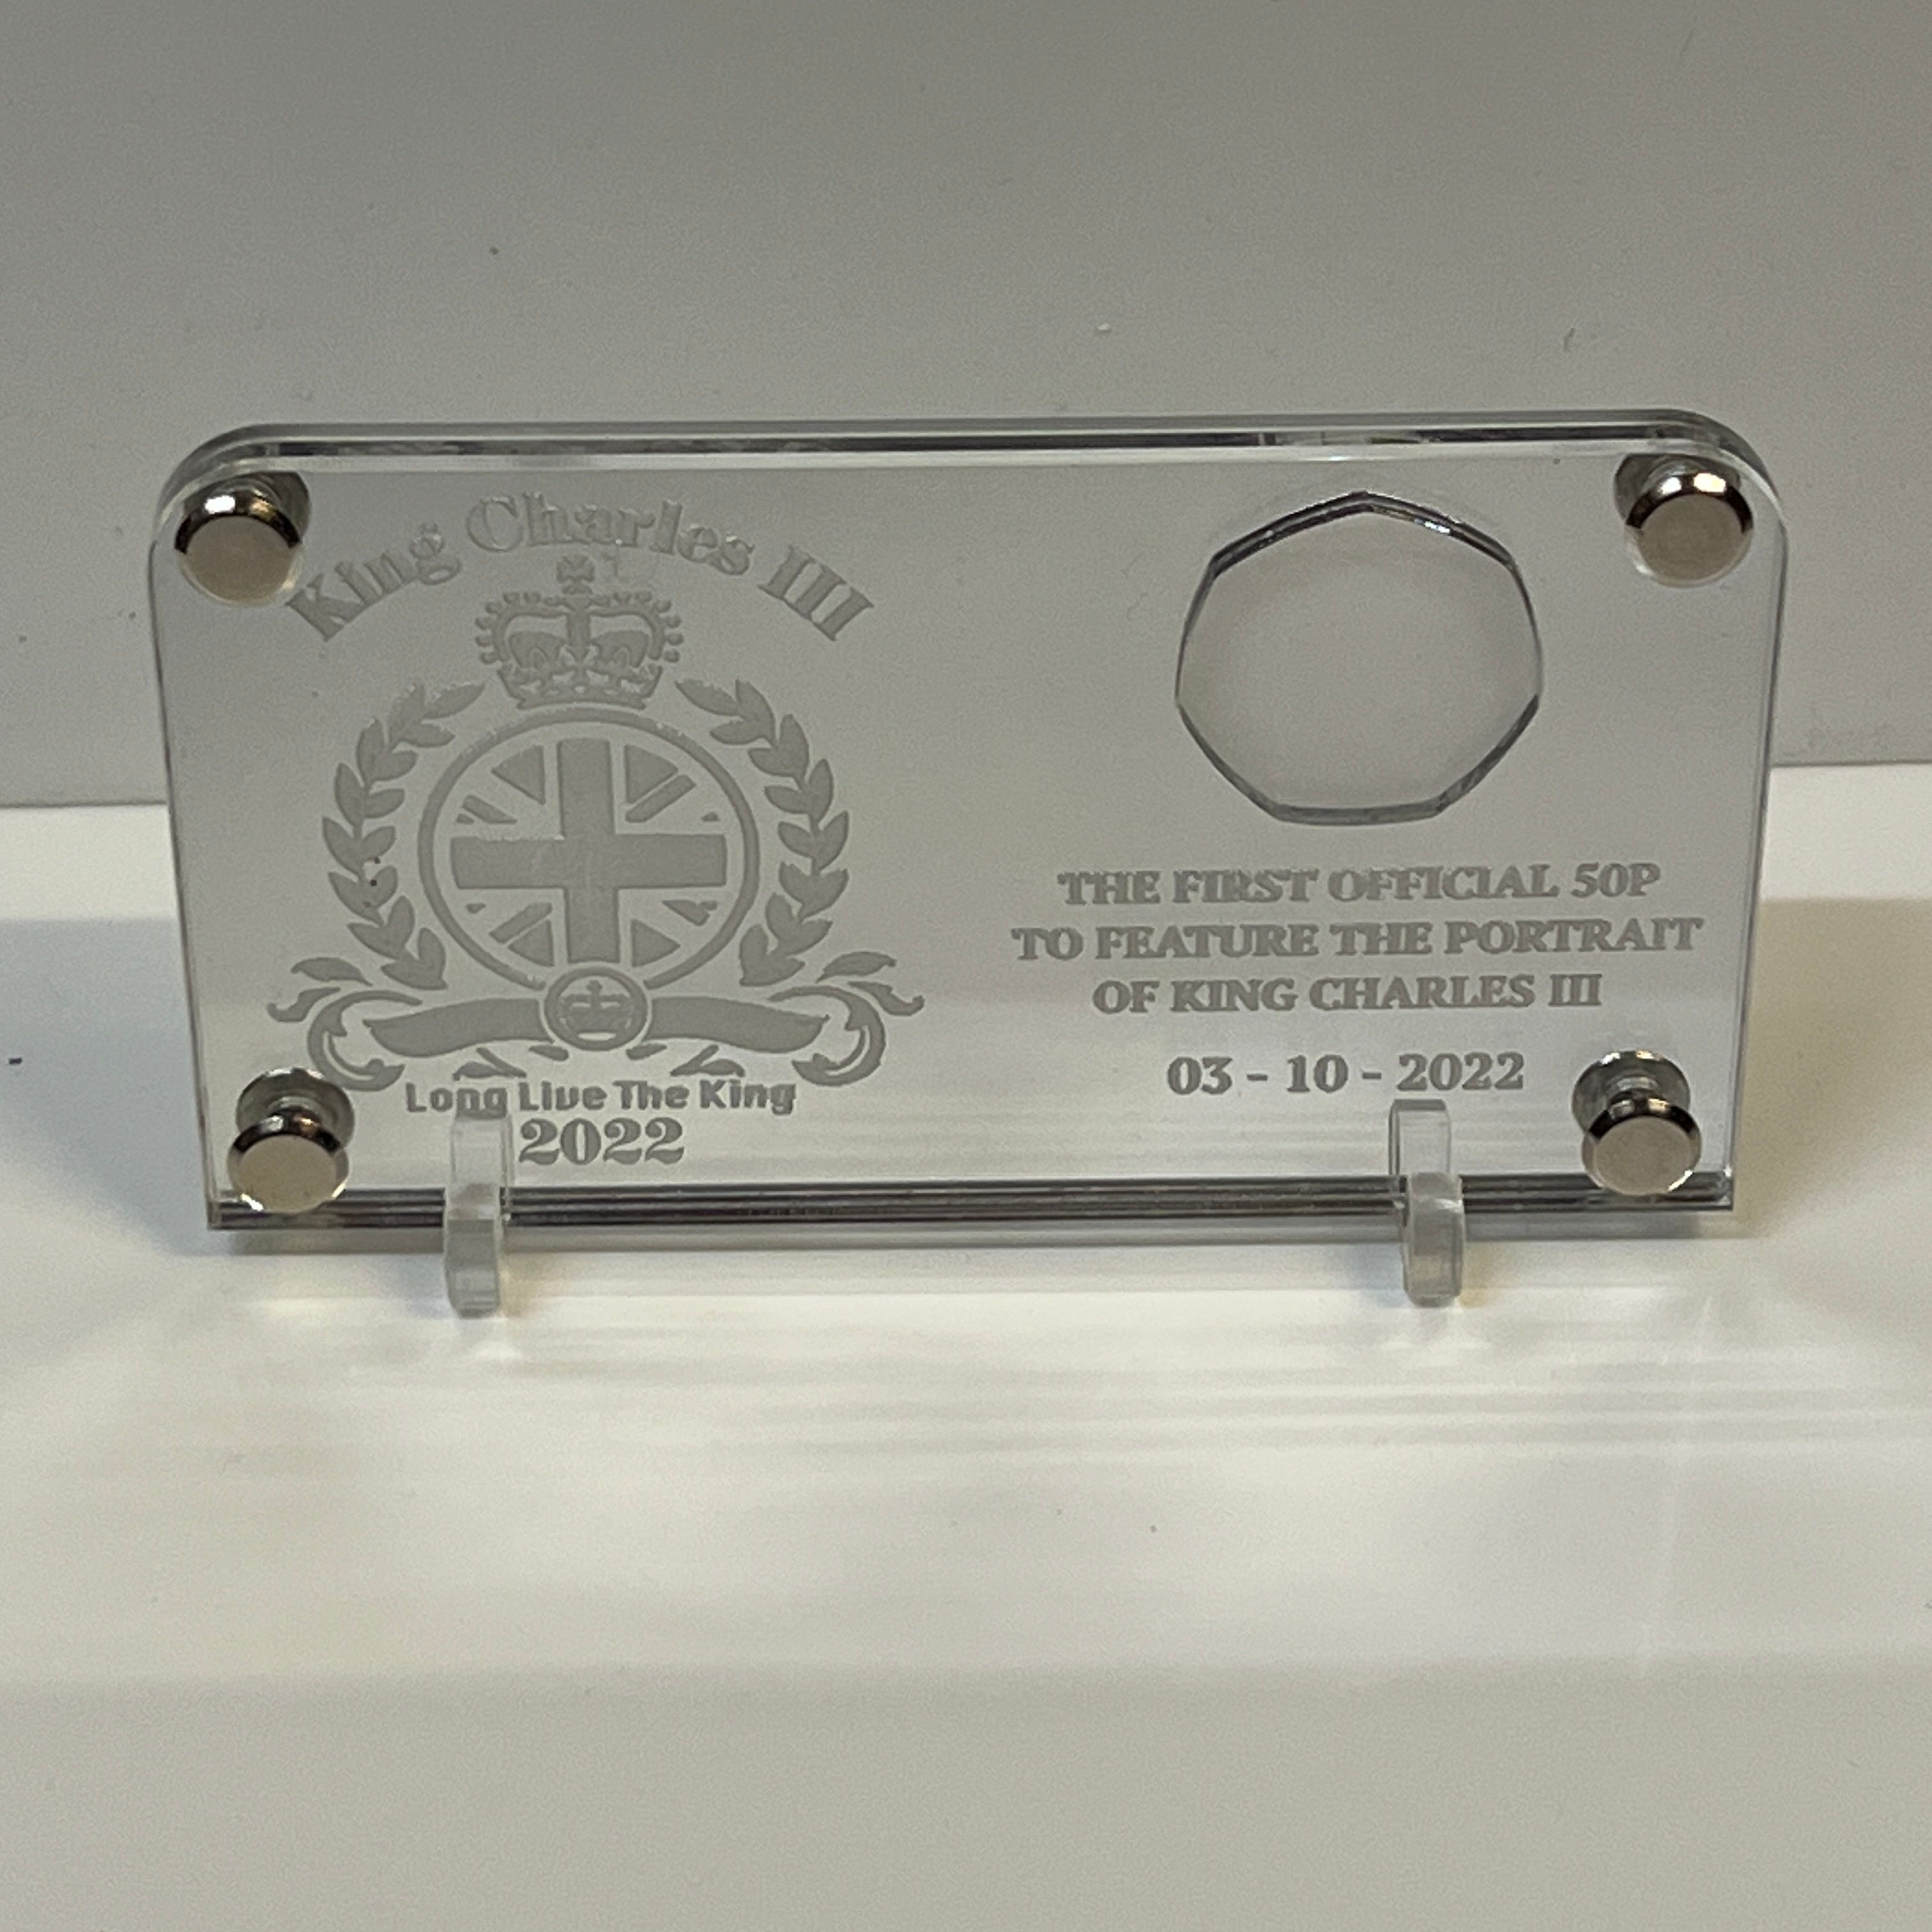 King Charles III
Long Live The King
2022
THE FIRST OFFICIAL 50P
TO FEATURE THE PORTRAIT
OF KING CHARLES III
03 - 10 - 2022